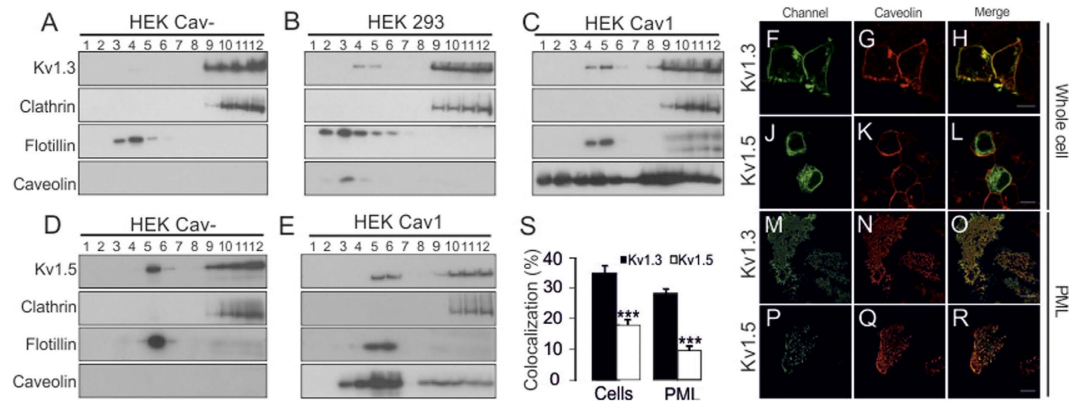 A HEK Cav-
1 2 3 4 5 6 7 8 9 10 11 12
Kv1.3
Clathrin
Flotillin
Caveolin
B HEK 293
1 2 3 4 5 6 7 8 9 10 11 12
C HEK Cav1
1 2 3 4 5 6 7 8 9 10 11 12
D HEK Cav-
1 2 3 4 5 6 7 8 9 10 11 12
Kv1.5
Clathrin
Flotillin
Caveolin
E HEK Cav1
1 2 3 4 5 6 7 8 9 10 11 12
S
Colocalization (%)
40
30
20
10
0
Kv1.3 Kv1.5
***
***
Cells PML
Channel Caveolin Merge
Kv1.3
F G H
Kv1.5
J K L
Whole cell
Kv1.3
M N O
Kv1.5
P Q R
PML